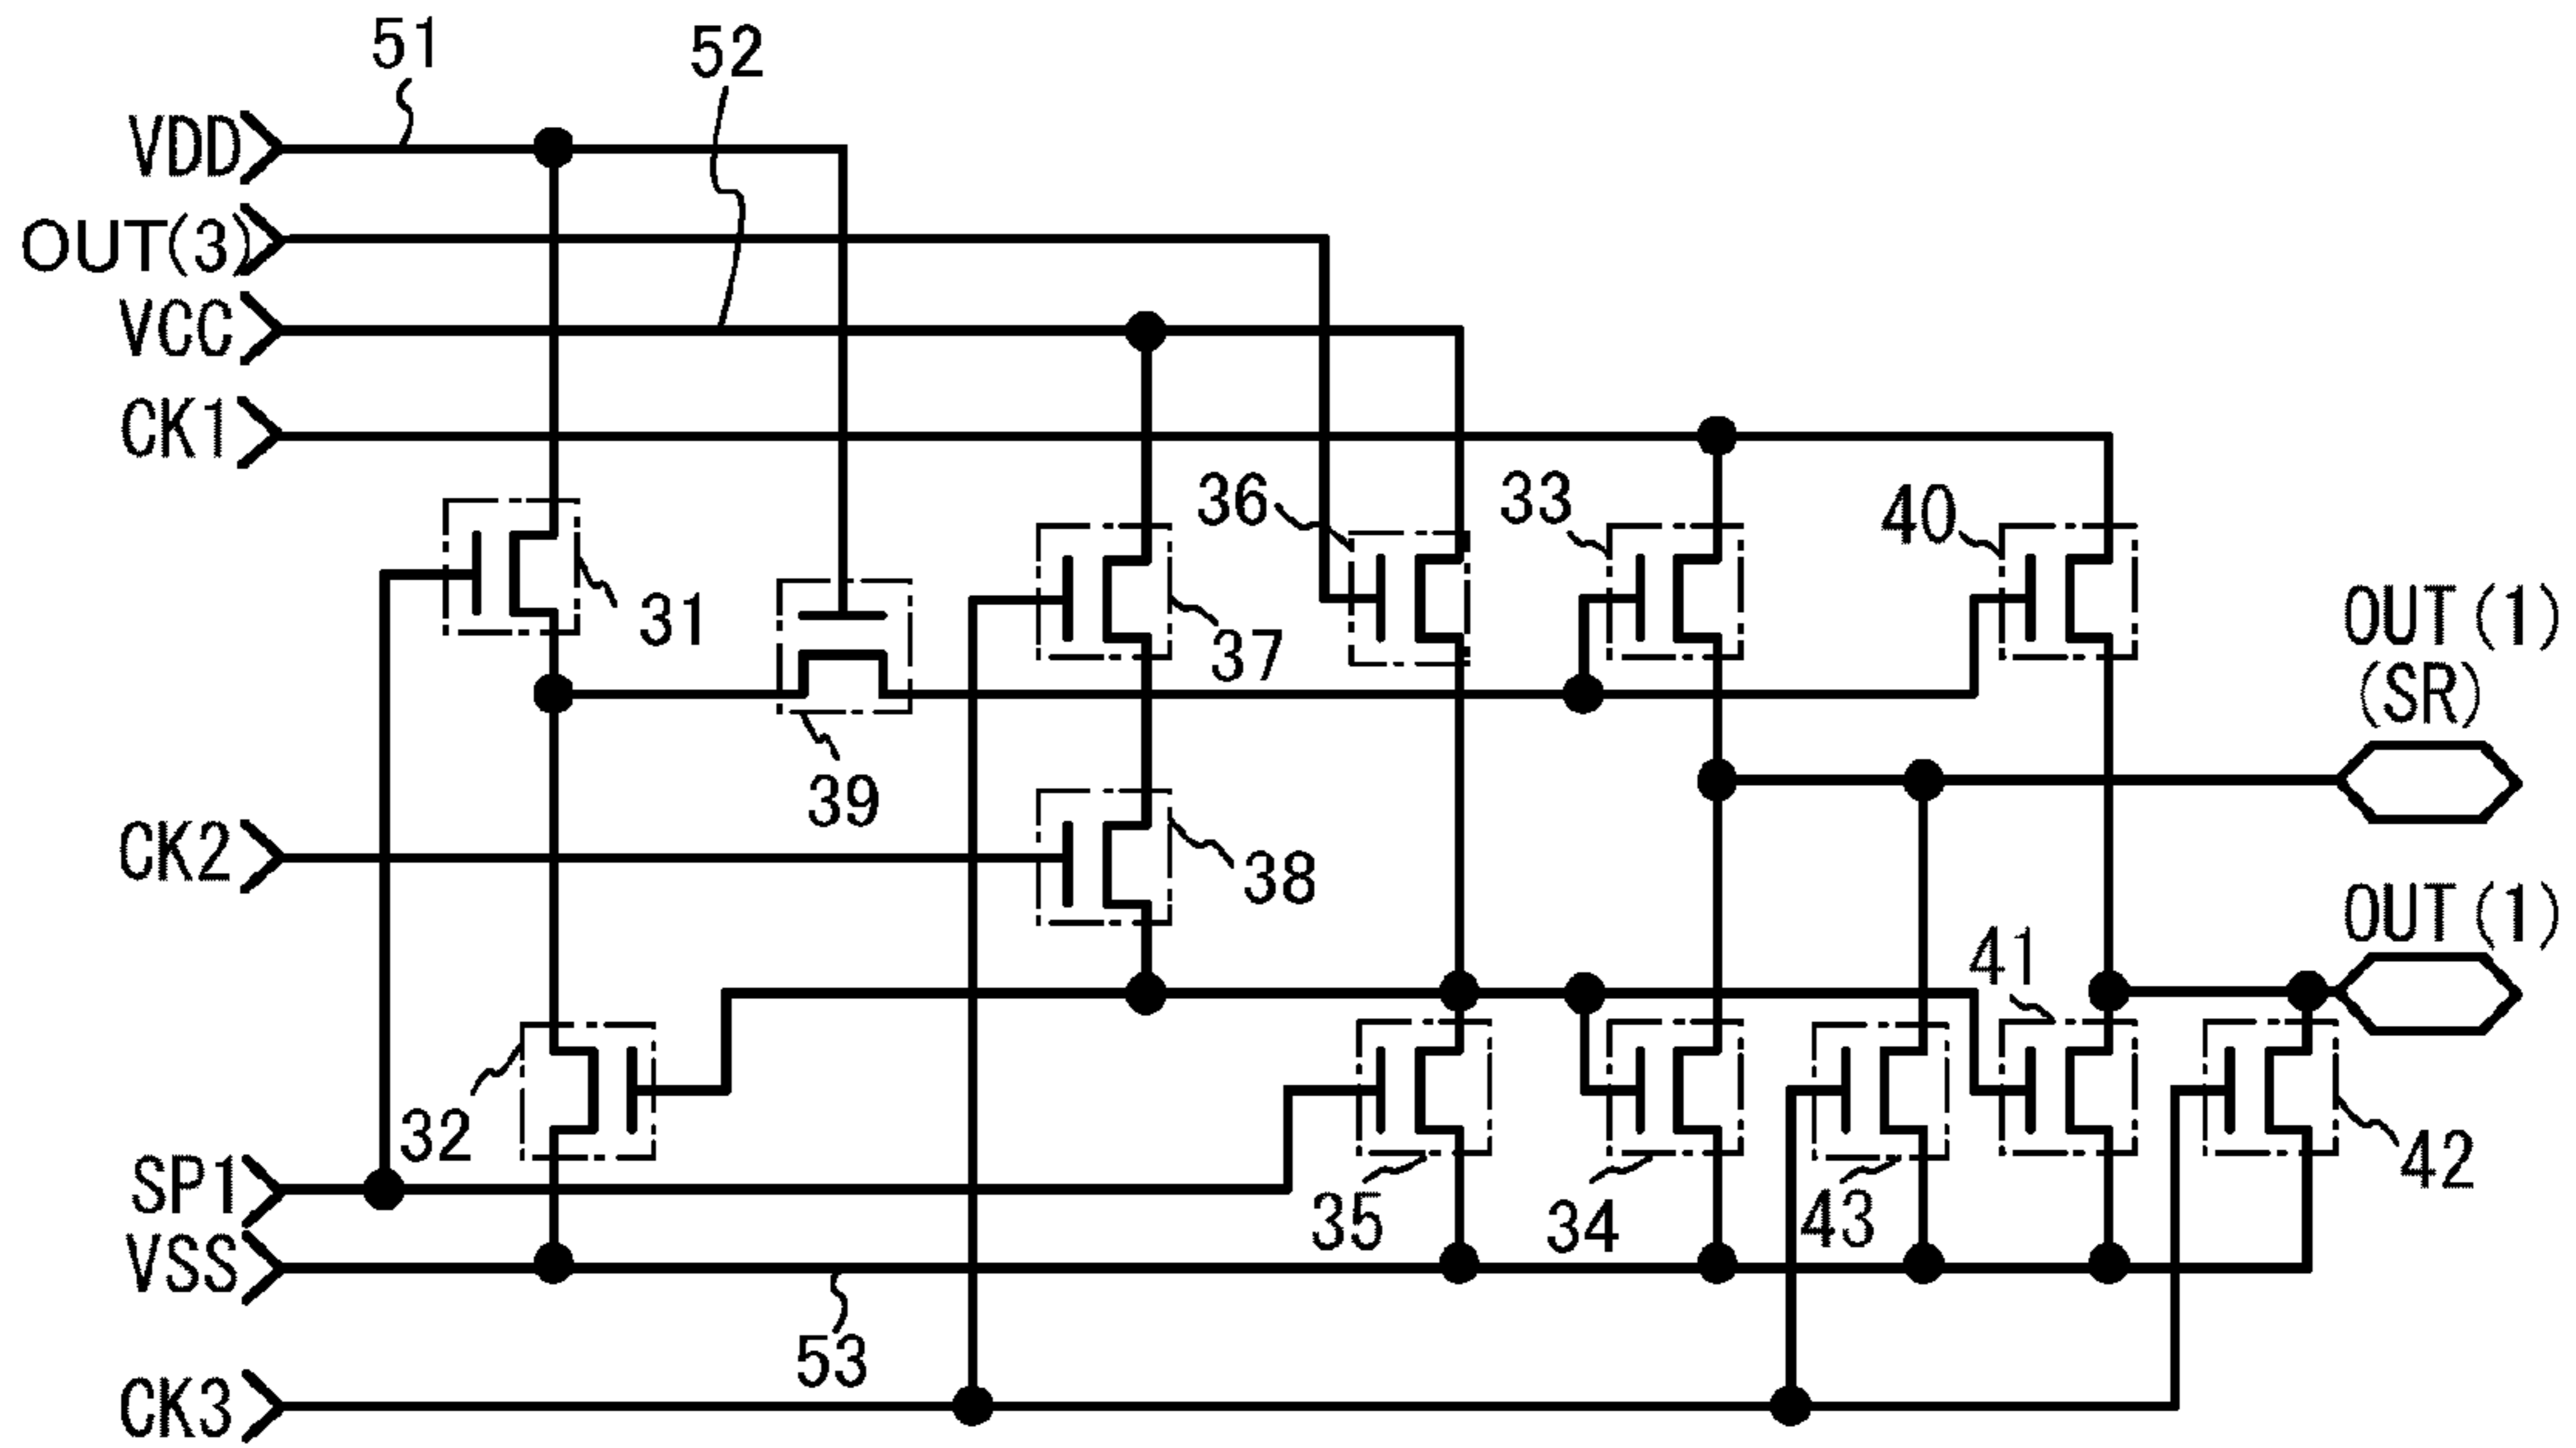 51
52
VDD
OUT(3)
VCC
CK1
36
33
40
31
37
OUT(1)
(SR)
39
CK2
38
OUT(1)
41
32
SP1
35
34
43
42
VSS
53
CK3